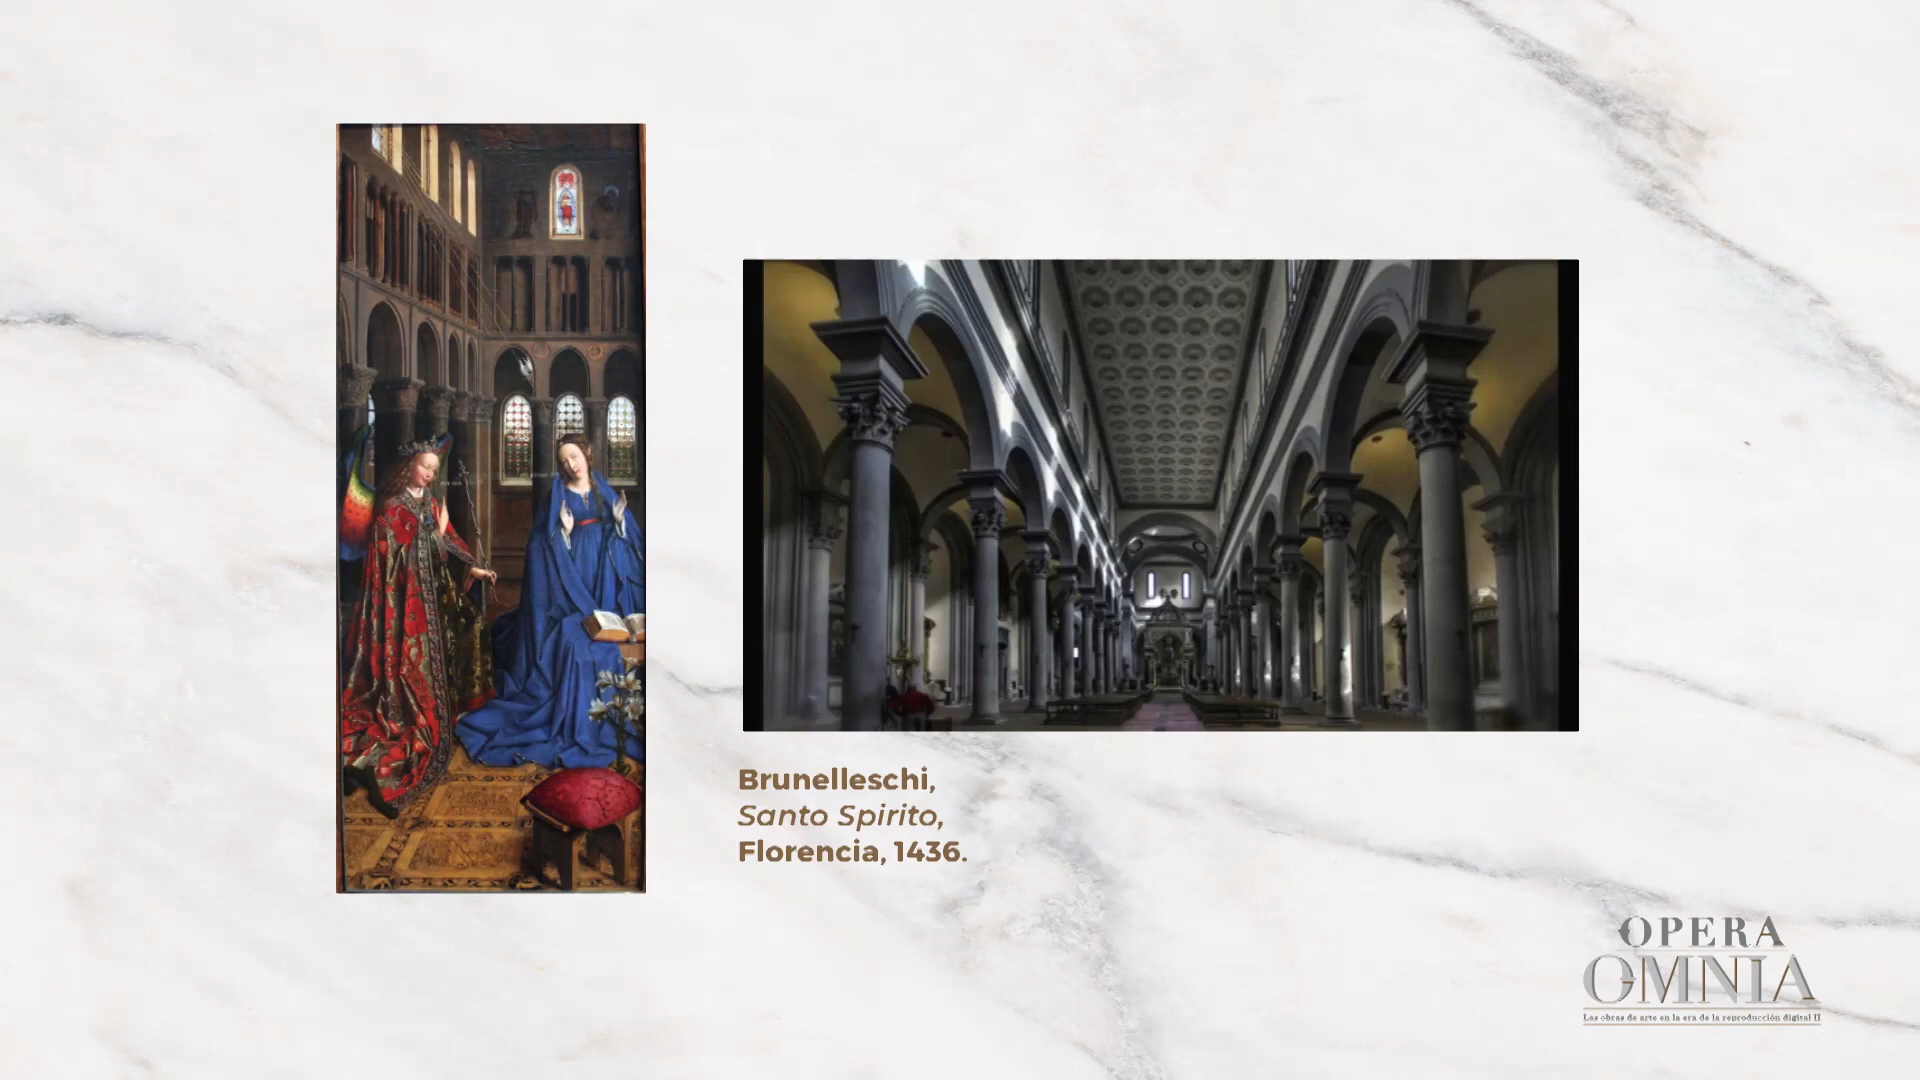 Brunelleschi,
Santo Spirito,
Florencia, 1436.
OPERA
OMNIA
Las obras de arte en la era de la reproducción digital II